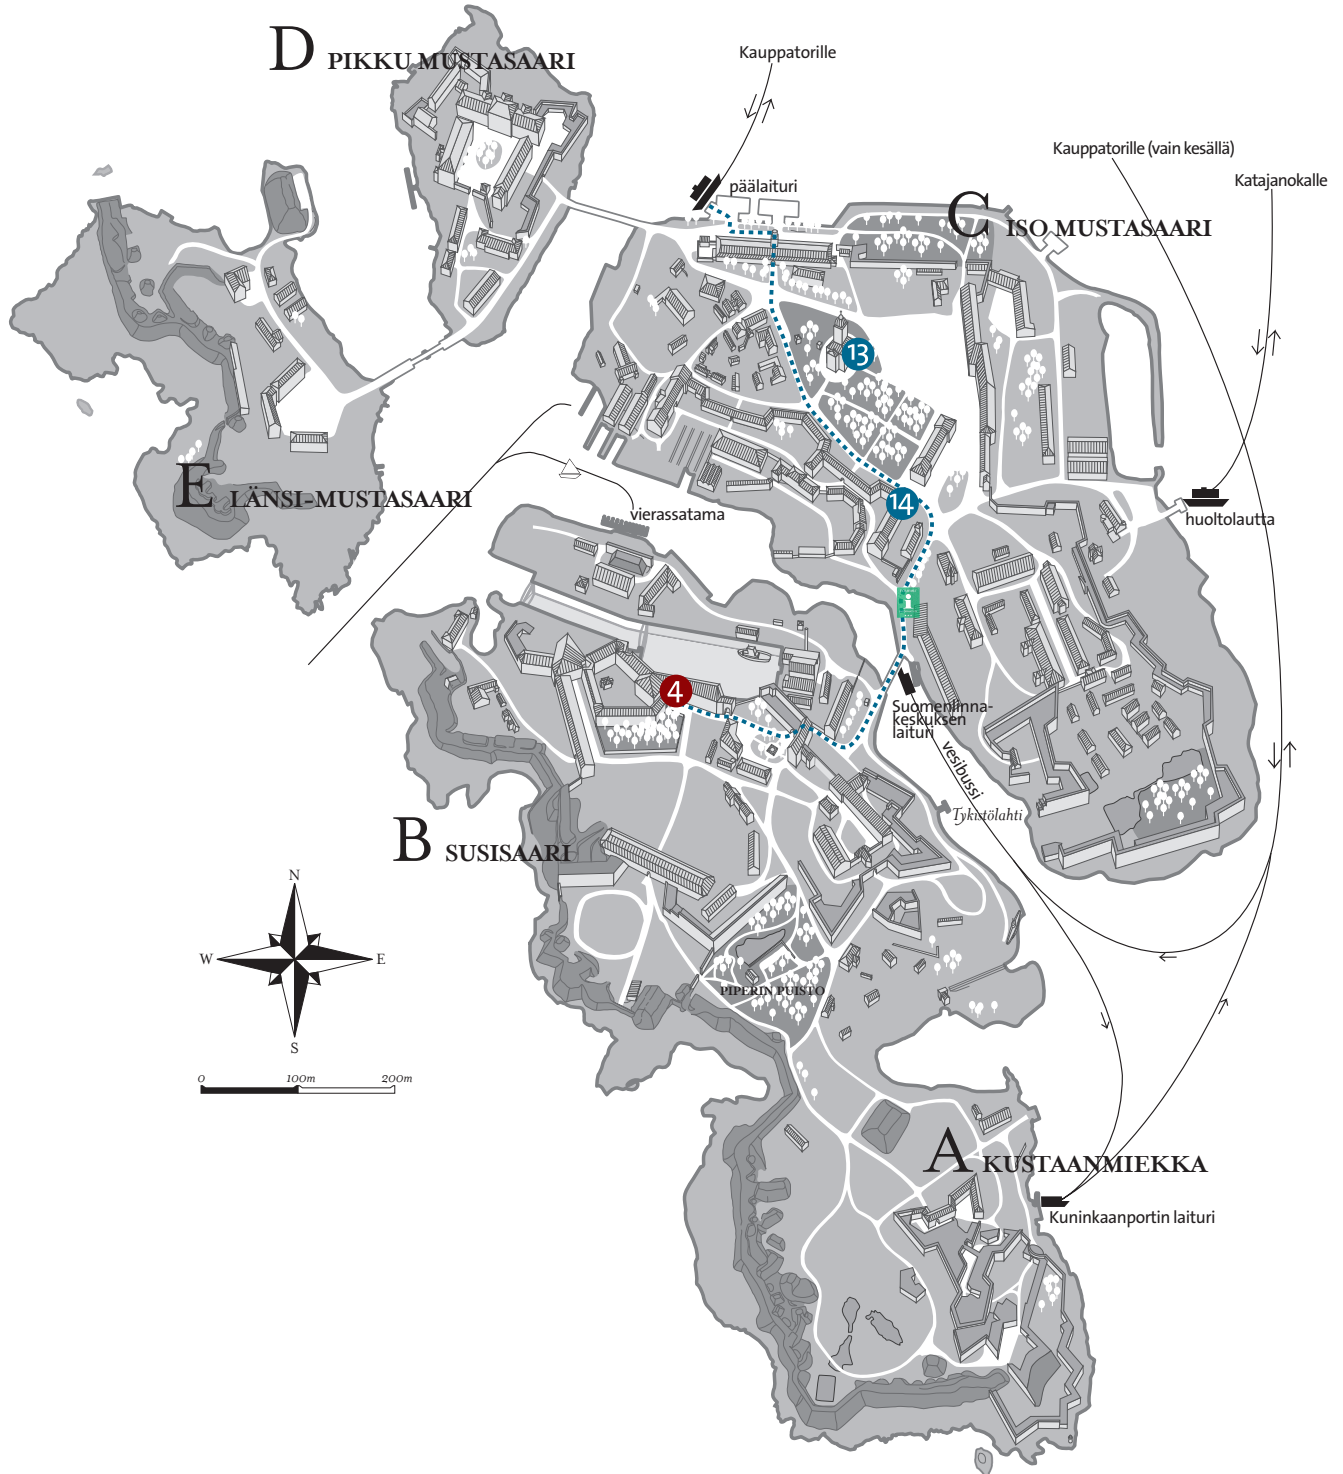 D PIKKU MUSTASAARI
Kauppatorille
Kauppatorille (vain kesällä)
Katajanokalle
päälaituri
C ISO MUSTASAARI
13
E LÄNSI-MUSTASAARI
14
vierassatama
huoltolautta
i
4
Suomenlinna-
keskuksen
laituri
vesibussi
Tykistölahti
B SUSISAARI
N
W
E
S
PIPERIN PUISTO
0 100m 200m
A KUSTAANMIEKKA
Kuninkaanportin laituri